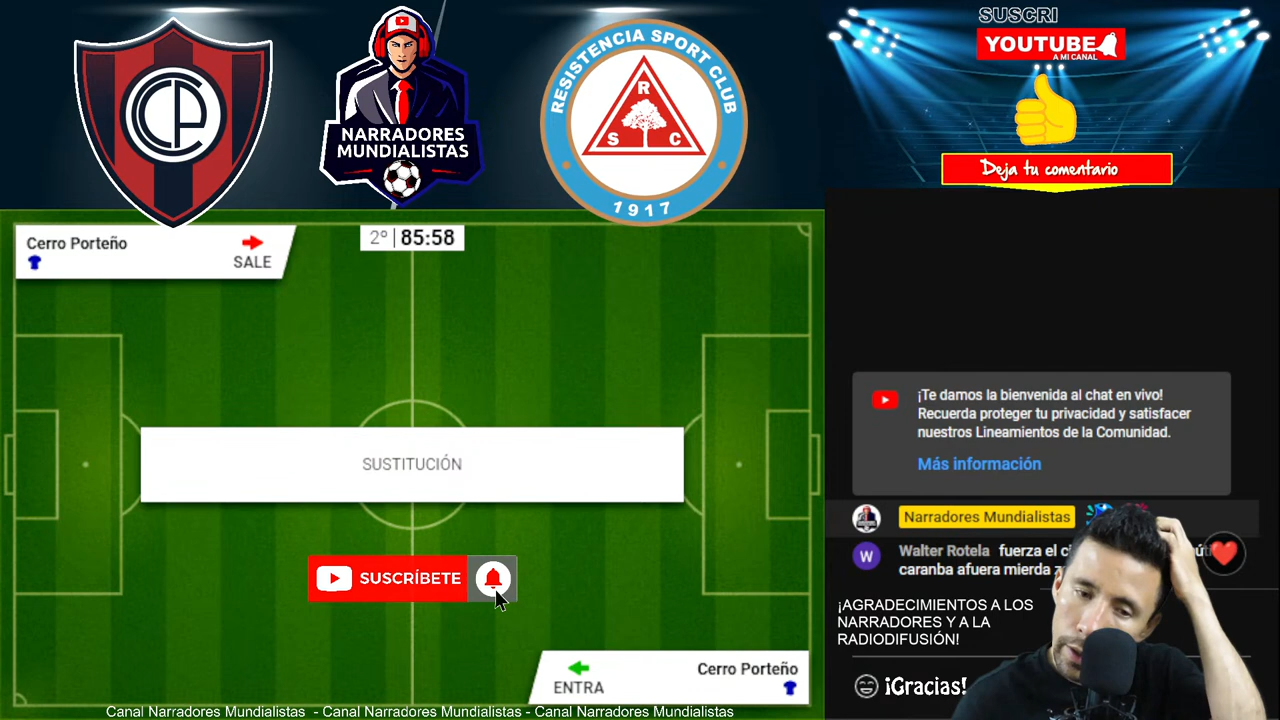 RESISTENCIA SPORT CLUB
R
S C
1917
CCP
NARRADORES
MUNDIALISTAS
SUSCRI
YOUTUBE
A MI CANAL
Deja tu comentario
Cerro Porteño
SALE
2º | 85:58
SUSTITUCIÓN
SUSCRÍBETE
Cerro Porteño
ENTRA
Canal Narradores Mundialistas - Canal Narradores Mundialistas - Canal Narradores Mundialistas
¡Te damos la bienvenida al chat en vivo!
Recuerda proteger tu privacidad y satisfacer
nuestros Lineamientos de la Comunidad.
Más información
Narradores Mundialistas
W
Walter Rotela fuerza el
caranba afuera mierda
¡AGRADECIMIENTOS A LOS
NARRADORES Y A LA
RADIODIFUSIÓN!
¡Gracias!